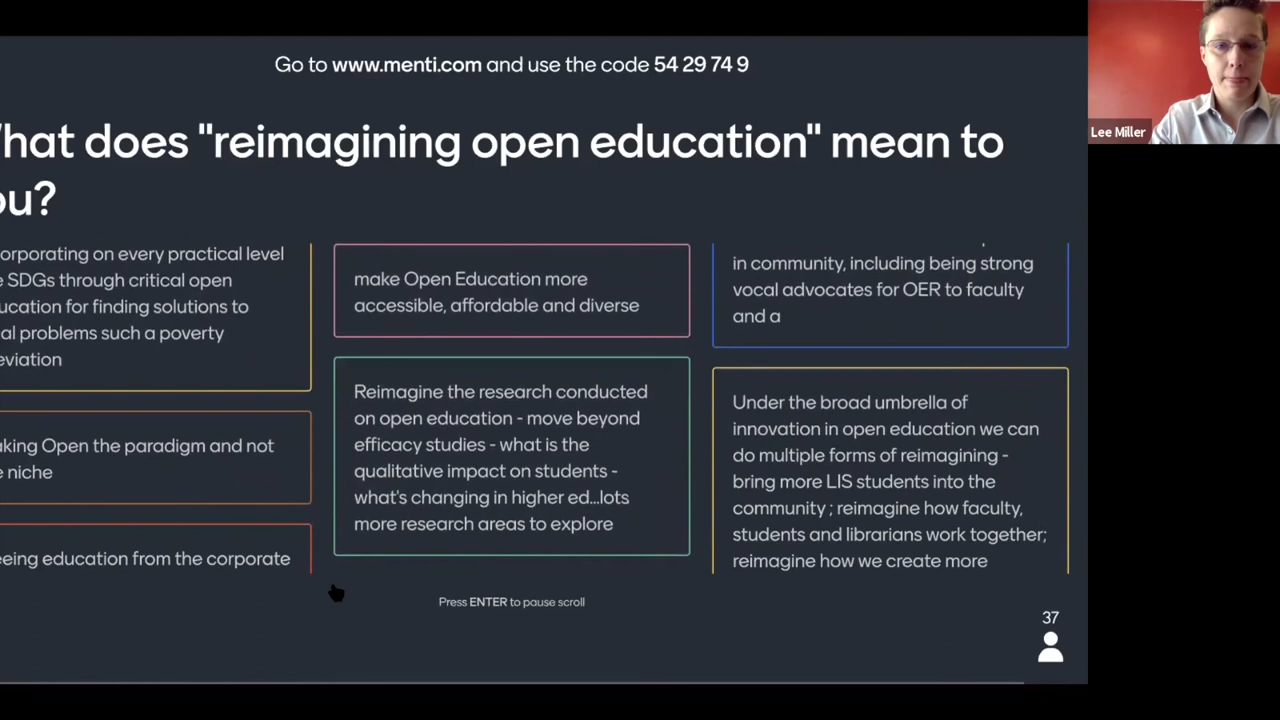 Go to www.menti.com and use the code 54 29 74 9
hat does "reimagining open education" mean to
ou?
orporating on every practical level
e SDGs through critical open
ucation for finding solutions to
al problems such a poverty
eviation
aking Open the paradigm and not
e niche
eeing education from the corporate
make Open Education more
accessible, affordable and diverse
Reimagine the research conducted
on open education - move beyond
efficacy studies - what is the
qualitative impact on students -
what's changing in higher ed...lots
more research areas to explore
in community, including being strong
vocal advocates for OER to faculty
and a
Under the broad umbrella of
innovation in open education we can
do multiple forms of reimagining -
bring more LIS students into the
community ; reimagine how faculty,
students and librarians work together;
reimagine how we create more
Press ENTER to pause scroll
37
Lee Miller